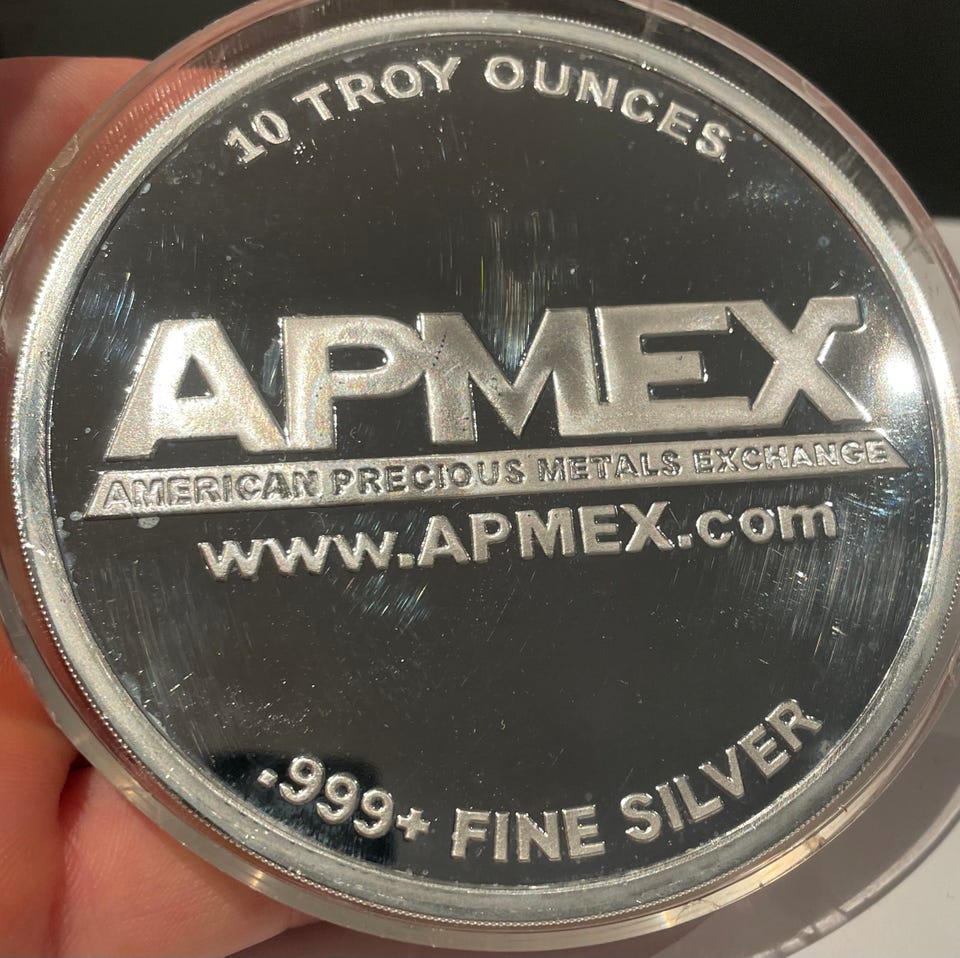 10 TROY OUNCES
APMEX
AMERICAN PRECIOUS METALS EXCHANGE
www.APMEX.com
.999+ FINE SILVER